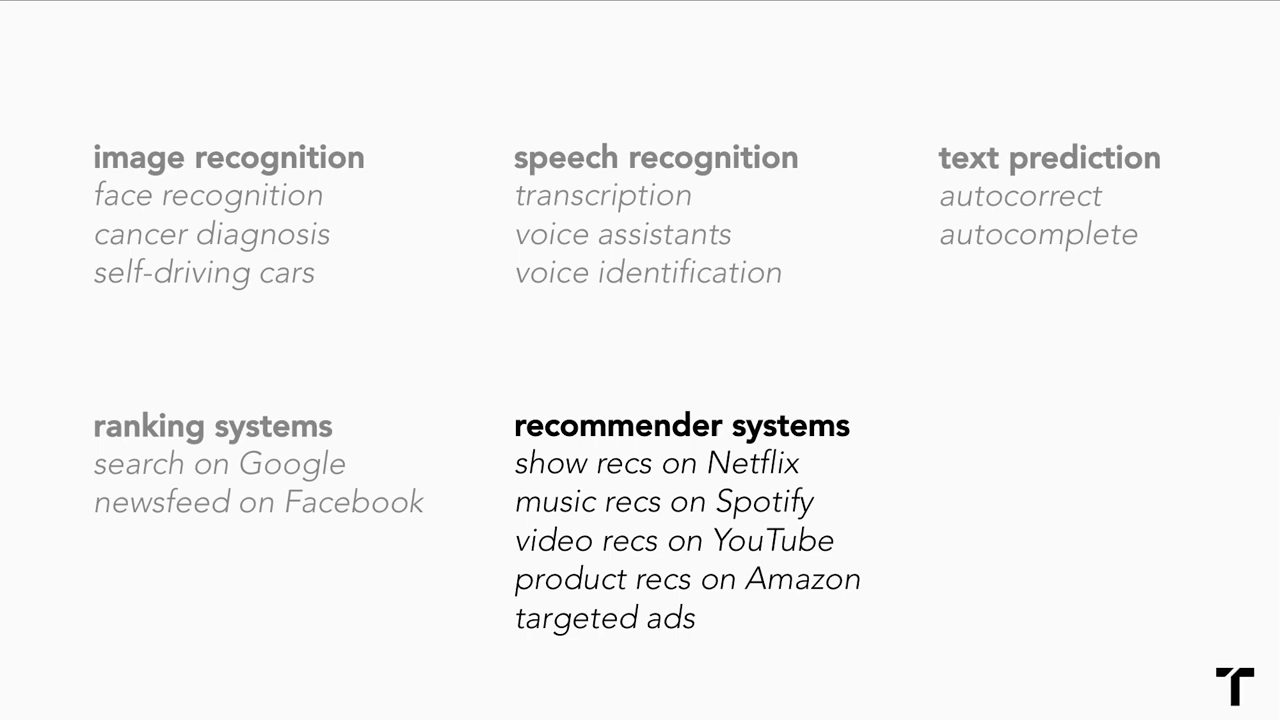 image recognition
face recognition
cancer diagnosis
self-driving cars
speech recognition
transcription
voice assistants
voice identification
text prediction
autocorrect
autocomplete
ranking systems
search on Google
newsfeed on Facebook
recommender systems
show recs on Netflix
music recs on Spotify
video recs on YouTube
product recs on Amazon
targeted ads
T